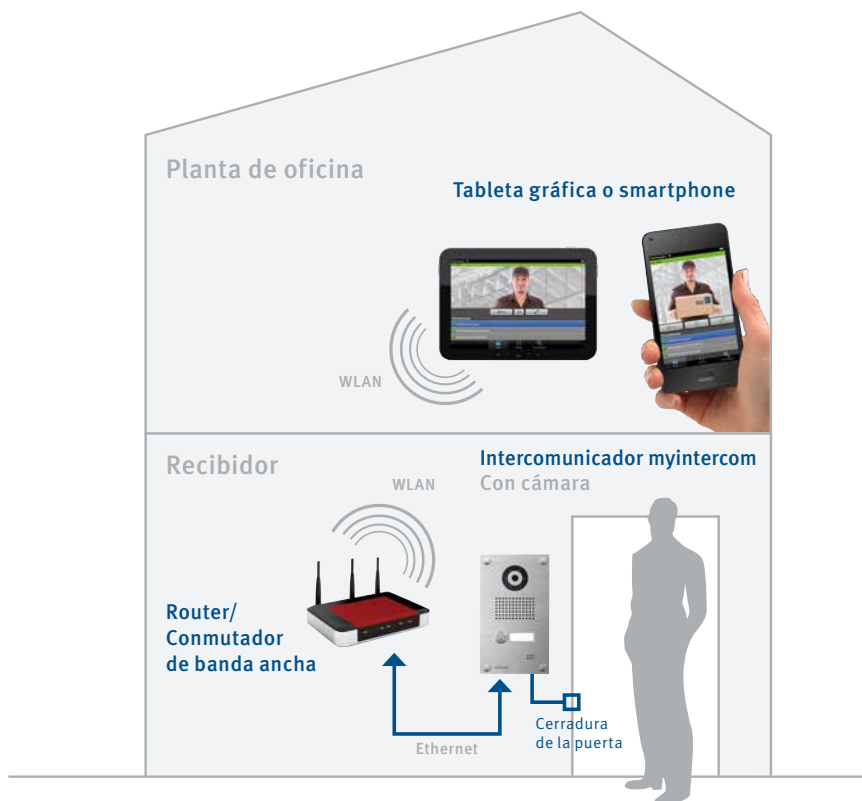 Planta de oficina
Tableta gráfica o smartphone
WLAN
Recibidor
WLAN
Intercomunicador myintercom
Con cámara
Router/
Conmutador
de banda ancha
Ethernet
Cerradura
de la puerta